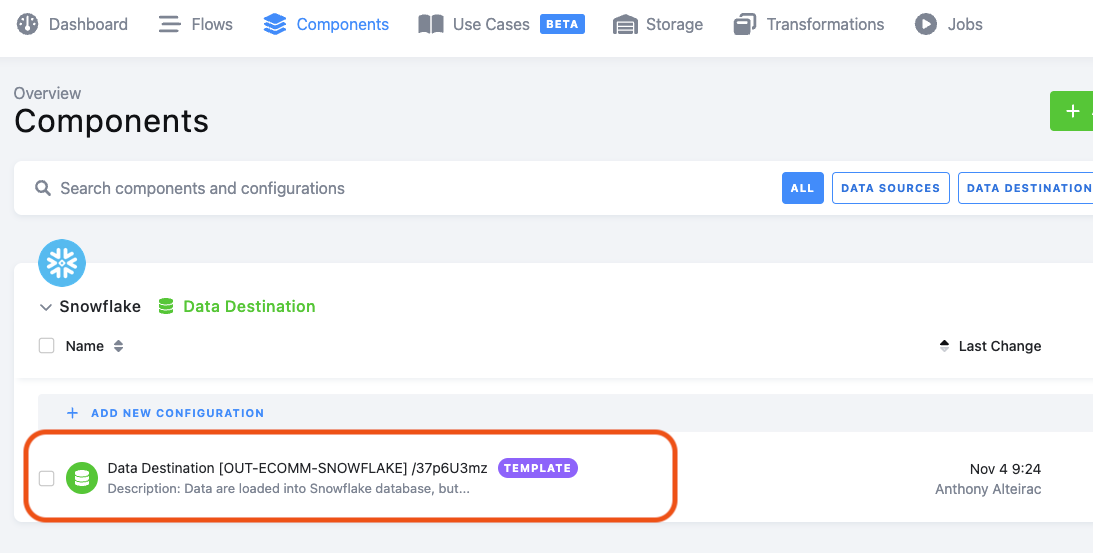 Dashboard Flows Components Use Cases BETA Storage Transformations Jobs
Overview
Components
Search components and configurations ALL DATA SOURCES DATA DESTINATION
Snowflake Data Destination
Name Last Change
ADD NEW CONFIGURATION
Data Destination [OUT-ECOMM-SNOWFLAKE] /37p6U3mz TEMPLATE Nov 4 9:24
Description: Data are loaded into Snowflake database, but... Anthony Alteirac